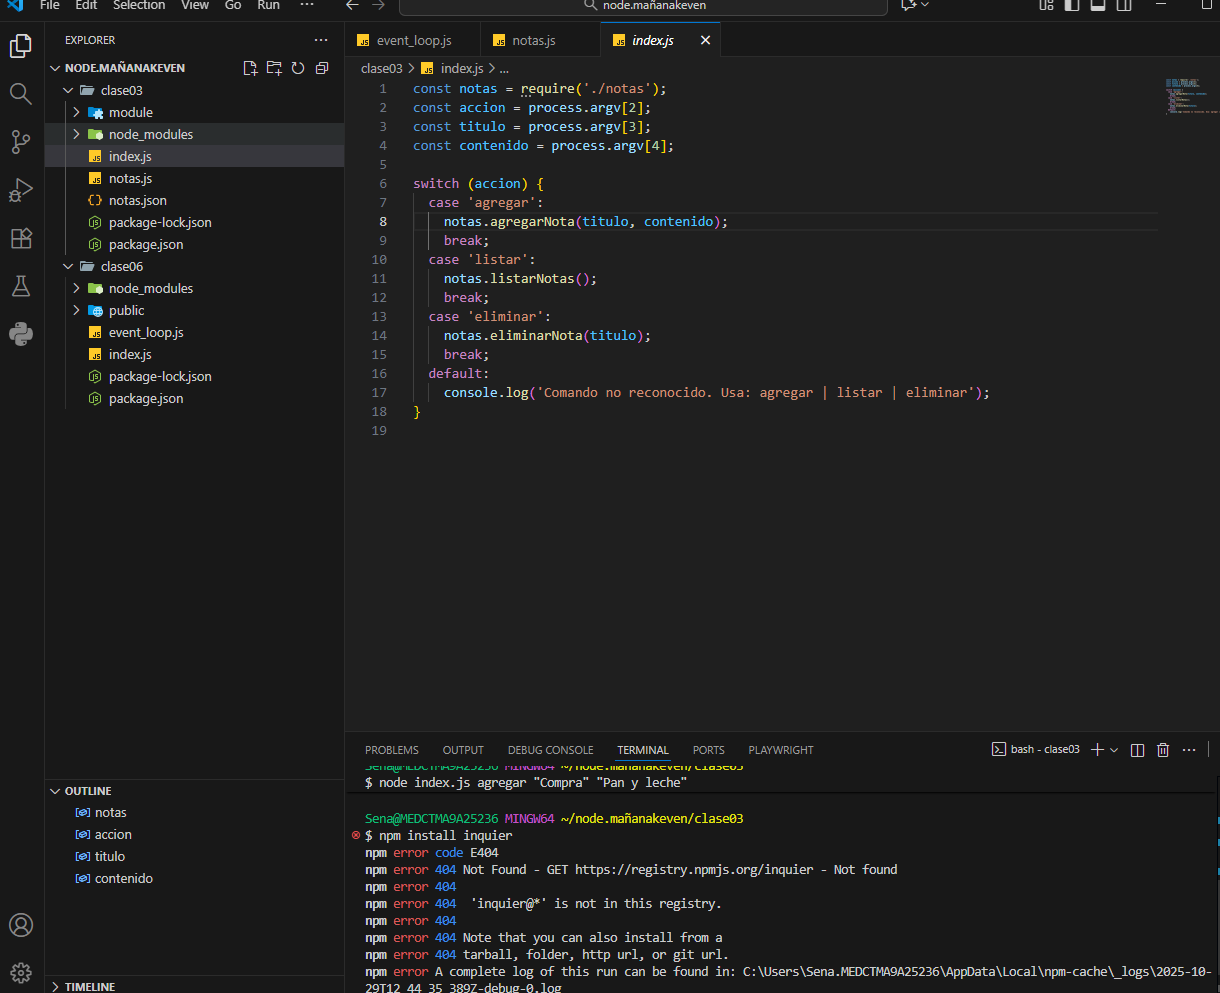 File Edit Selection View Go Run ···
node.mañanakeven
EXPLORER
NODE.MAÑANAKEVEN
clase03
module
node_modules
index.js
notas.js
notas.json
package-lock.json
package.json
clase06
node_modules
public
event_loop.js
index.js
package-lock.json
package.json
OUTLINE
notas
accion
titulo
contenido
TIMELINE
event_loop.js
notas.js
index.js
clase03 > index.js > ...
1 const notas = require('./notas');
2 const accion = process.argv[2];
3 const titulo = process.argv[3];
4 const contenido = process.argv[4];
5
6 switch (accion) {
7 case 'agregar':
8 notas.agregarNota(titulo, contenido);
9 break;
10 case 'listar':
11 notas.listarNotas();
12 break;
13 case 'eliminar':
14 notas.eliminarNota(titulo);
15 break;
16 default:
17 console.log('Comando no reconocido. Usa: agregar | listar | eliminar');
18 }
19
PROBLEMS OUTPUT DEBUG CONSOLE TERMINAL PORTS PLAYWRIGHT
bash - clase03
Sena@MEDCTMA9A25236 MINGW64 ~/node.mañanakeven/clase03
$ node index.js agregar "Compra" "Pan y leche"
Sena@MEDCTMA9A25236 MINGW64 ~/node.mañanakeven/clase03
$ npm install inquier
npm error code E404
npm error 404 Not Found - GET https://registry.npmjs.org/inquier - Not found
npm error 404
npm error 404 'inquier@*' is not in this registry.
npm error 404
npm error 404 Note that you can also install from a
npm error 404 tarball, folder, http url, or git url.
npm error A complete log of this run can be found in: C:\Users\Sena.MEDCTMA9A25236\AppData\Local\npm-cache\_logs\2025-10-
29T12_44_35_389Z-debug-0.log